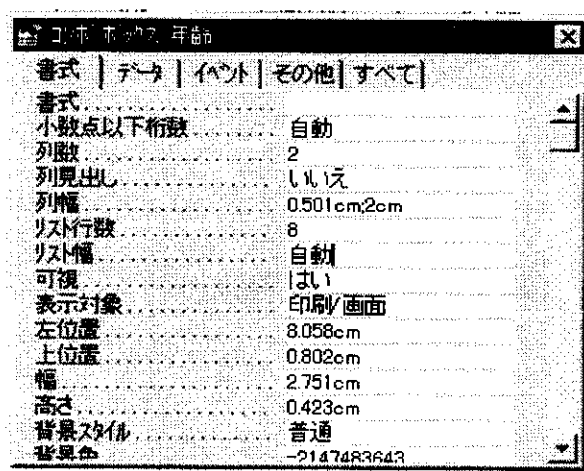 コンボ ボックス: 年齢
書式 データ イベント その他 すべて
書式
小数点以下桁数 自動
列数 2
列見出し いいえ
列幅 0.501cm;2cm
リスト行数 8
リスト幅 自動
可視 はい
表示対象 印刷/画面
左位置 8.058cm
上位置 0.802cm
幅 2.751cm
高さ 0.423cm
背景スタイル 普通
背景色 -2147483643